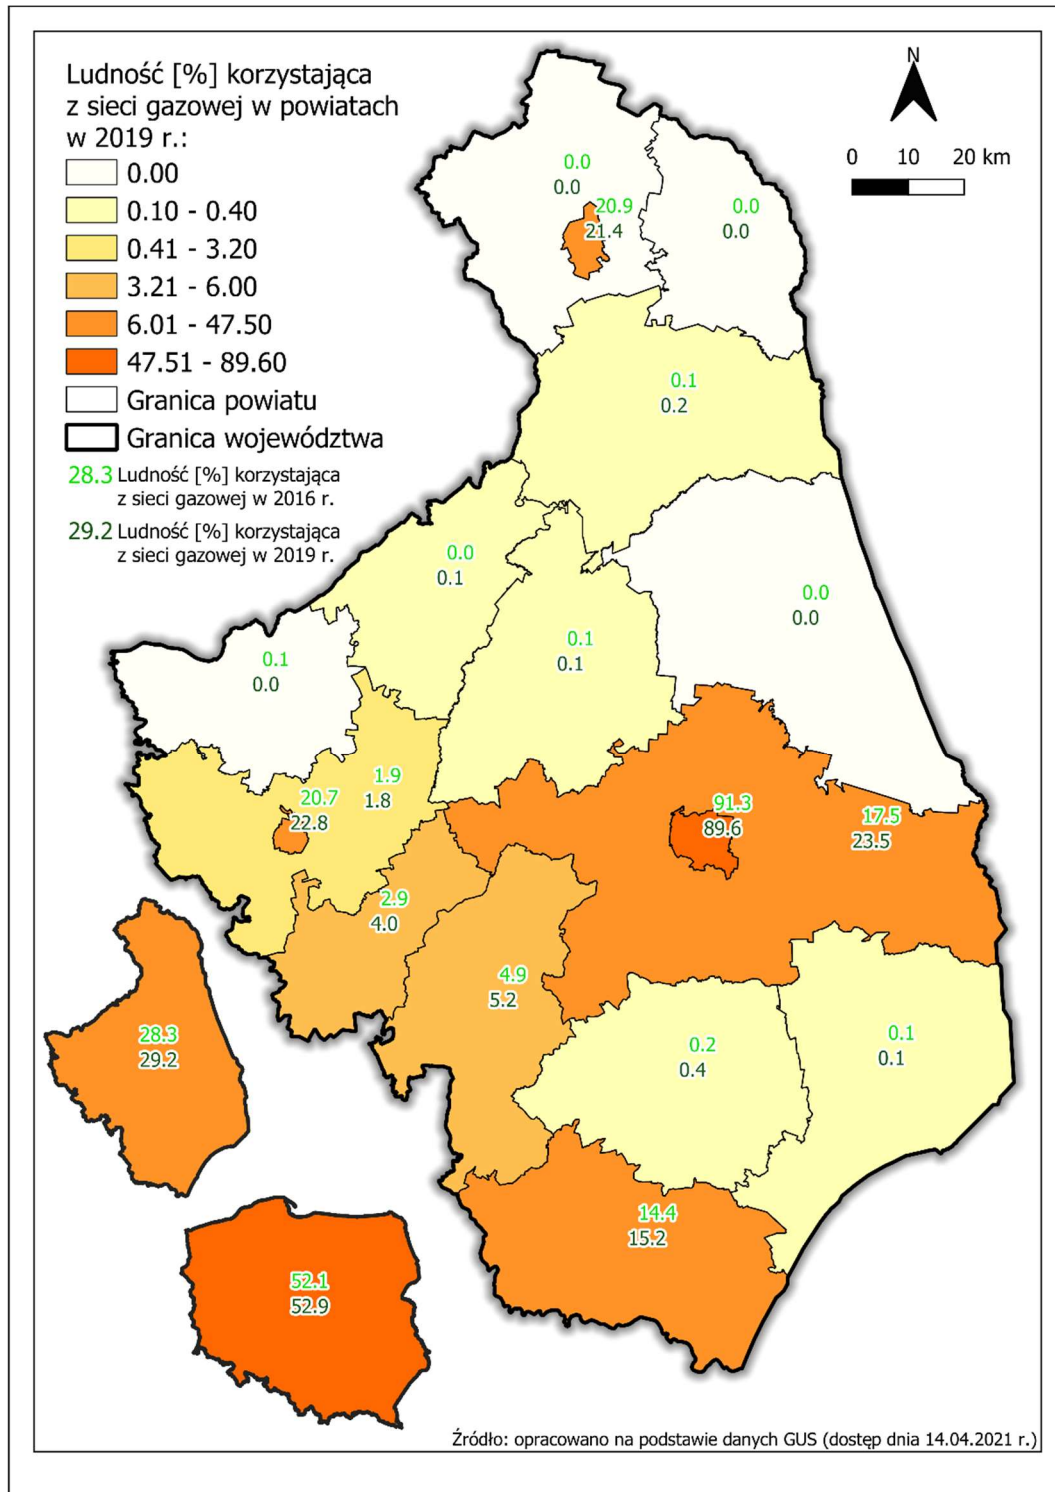 Ludność [%] korzystająca
z sieci gazowej w powiatach
w 2019 r.:
0.00
0.10 - 0.40
0.41 - 3.20
3.21 - 6.00
6.01 - 47.50
47.51 - 89.60
Granica powiatu
Granica województwa
28.3 Ludność [%] korzystająca
z sieci gazowej w 2016 r.
29.2 Ludność [%] korzystająca
z sieci gazowej w 2019 r.
N
0 10 20 km
0.0
0.0
20.9
21.4
0.0
0.0
0.1
0.2
0.0
0.1
0.0
0.0
0.1
0.1
0.1
0.0
1.9
1.8
20.7
22.8
91.3
89.6
17.5
23.5
2.9
4.0
4.9
5.2
0.2
0.4
0.1
0.1
14.4
15.2
28.3
29.2
52.1
52.9
Źródło: opracowano na podstawie danych GUS (dostęp dnia 14.04.2021 r.)